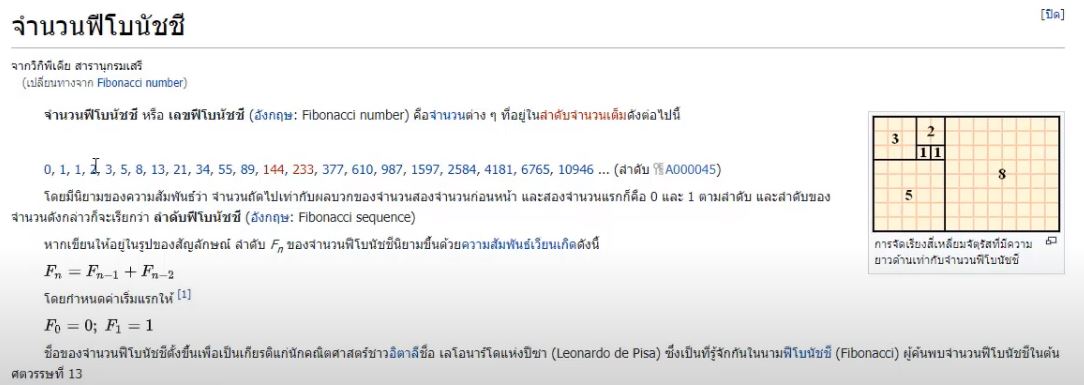 จำนวนฟีโบนัชชี
[ปิด]
จากวิกิพีเดีย สารานุกรมเสรี
(เปลี่ยนทางจาก Fibonacci number)
จำนวนฟีโบนัชชี หรือ เลขฟีโบนัชชี (อังกฤษ: Fibonacci number) คือจำนวนต่าง ๆ ที่อยู่ในลำดับจำนวนเต็มดังต่อไปนี้
0, 1, 1, 2, 3, 5, 8, 13, 21, 34, 55, 89, 144, 233, 377, 610, 987, 1597, 2584, 4181, 6765, 10946 ... (ลำดับ A000045)
โดยมีนิยามของความสัมพันธ์ว่า จำนวนถัดไปเท่ากับผลบวกของจำนวนสองจำนวนก่อนหน้า และสองจำนวนแรกก็คือ 0 และ 1 ตามลำดับ และลำดับของ
จำนวนดังกล่าวก็จะเรียกว่า ลำดับฟีโบนัชชี (อังกฤษ: Fibonacci sequence)
หากเขียนให้อยู่ในรูปของสัญลักษณ์ ลำดับ Fn ของจำนวนฟีโบนัชชีนิยามขึ้นด้วยความสัมพันธ์เวียนเกิดดังนี้
Fn = Fn−1 + Fn−2
โดยกำหนดค่าเริ่มแรกให้ [1]
F0 = 0; F1 = 1
ชื่อของจำนวนฟีโบนัชชีตั้งขึ้นเพื่อเป็นเกียรติแก่นักคณิตศาสตร์ชาวอิตาลีชื่อ เลโอนาร์โดแห่งปิซา (Leonardo de Pisa) ซึ่งเป็นที่รู้จักกันในนามฟีโบนัชชี (Fibonacci) ผู้ค้นพบจำนวนฟีโบนัชชีในต้น
ศตวรรษที่ 13
3
2
1 1
8
5
การจัดเรียงสี่เหลี่ยมจัตุรัสที่มีความ
ยาวด้านเท่ากับจำนวนฟีโบนัชชี